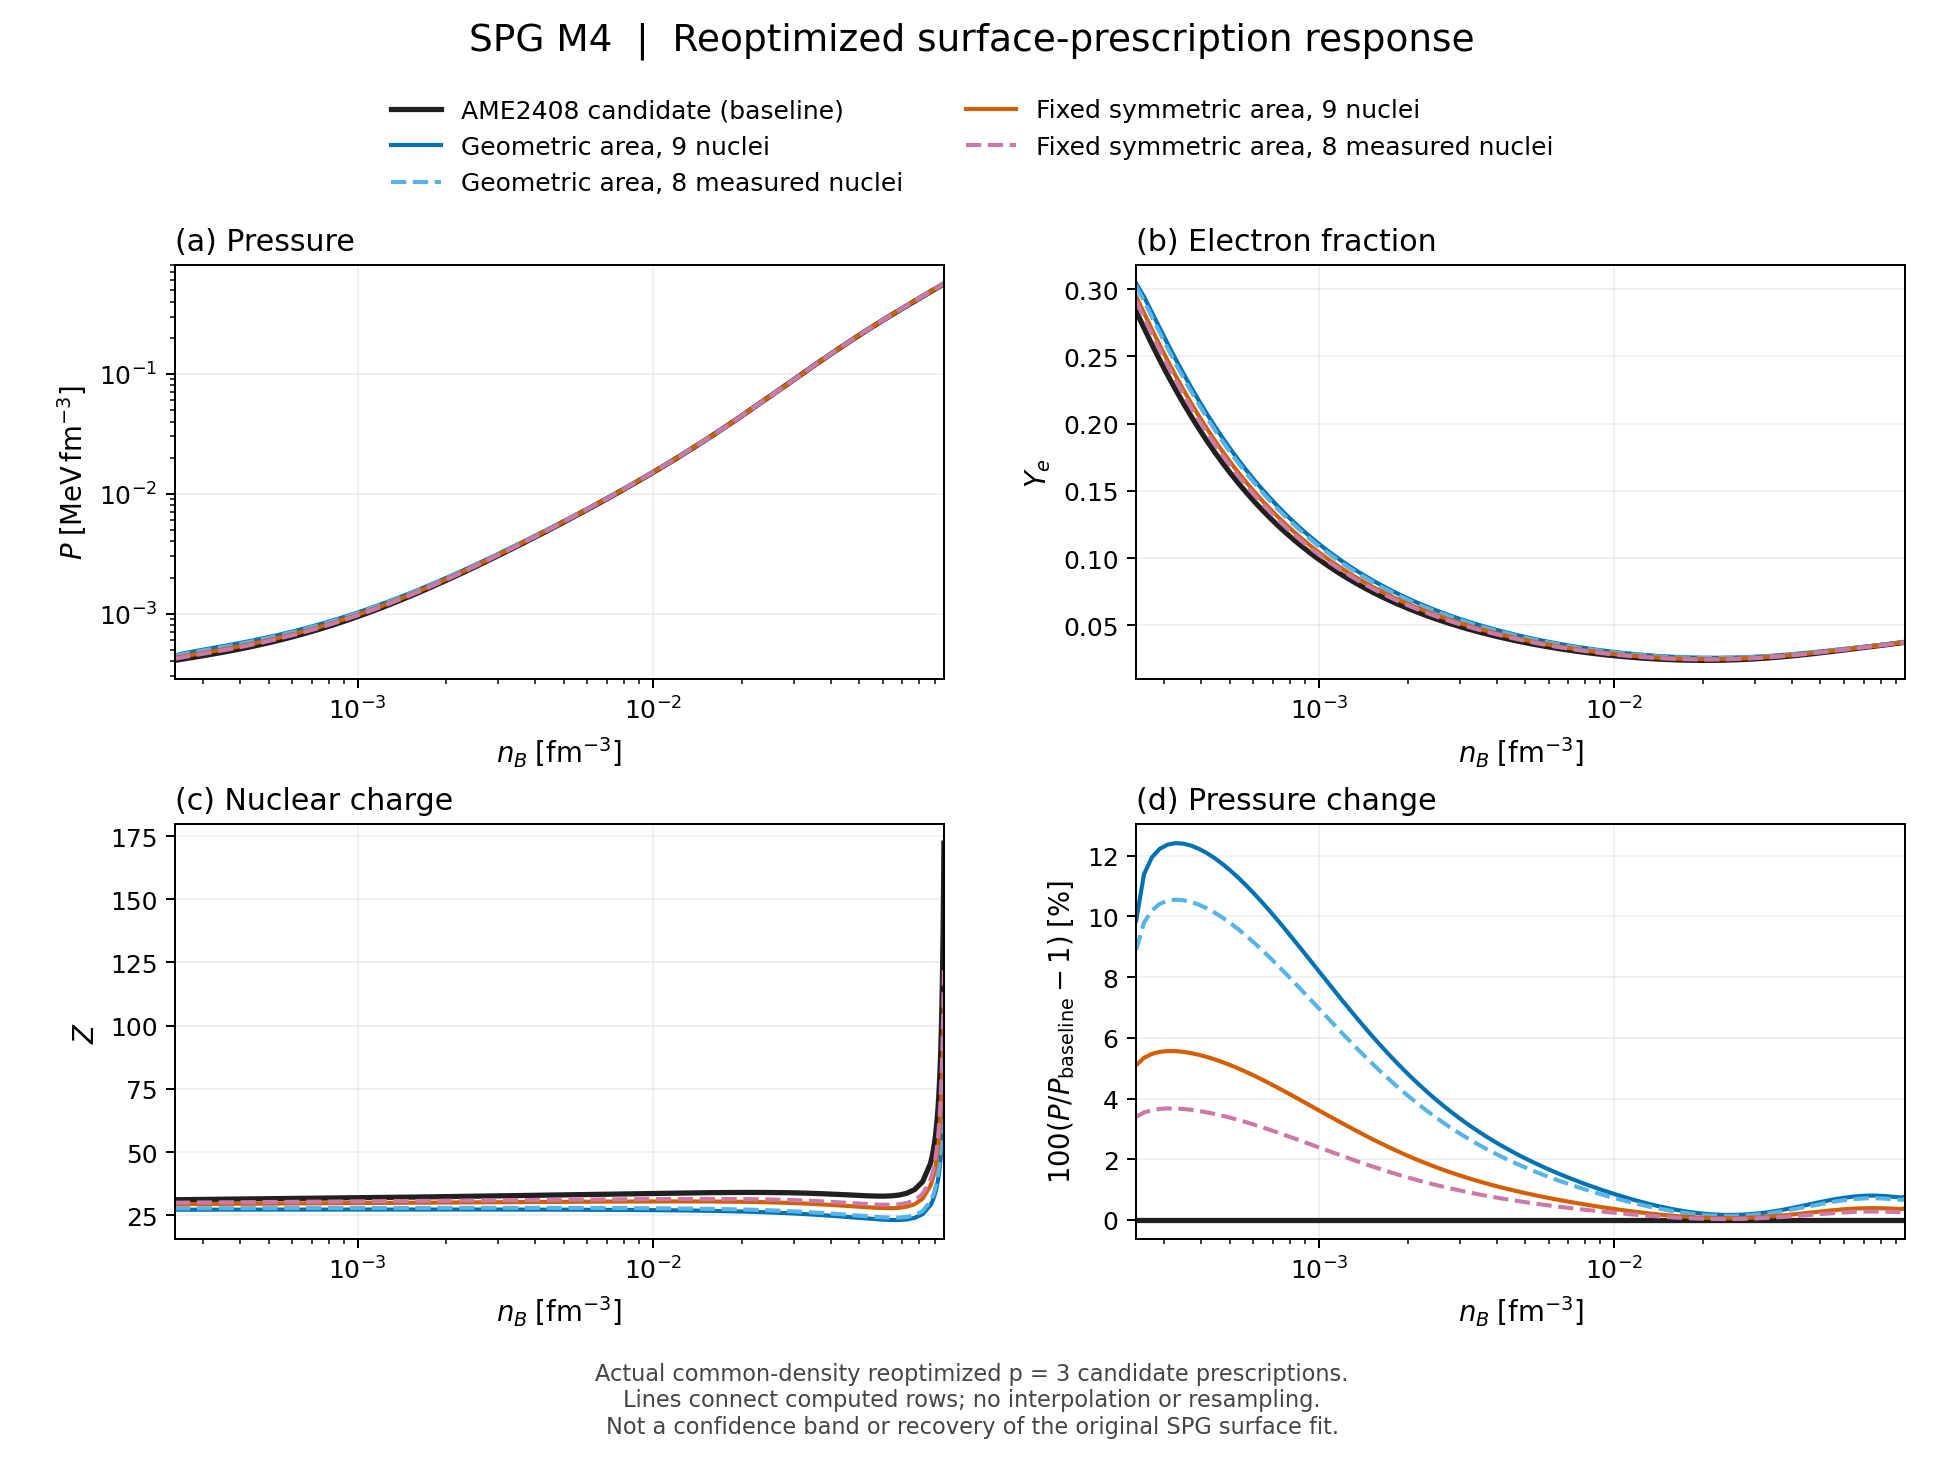 SPG M4 | Reoptimized surface-prescription response
AME2408 candidate (baseline)
Geometric area, 9 nuclei
Geometric area, 8 measured nuclei
Fixed symmetric area, 9 nuclei
Fixed symmetric area, 8 measured nuclei
(a) Pressure
10⁻¹
10⁻²
10⁻³
P [MeV fm⁻³]
10⁻³ 10⁻²
n_B [fm⁻³]
(b) Electron fraction
0.30
0.25
0.20
0.15
0.10
0.05
Y_e
10⁻³ 10⁻²
n_B [fm⁻³]
(c) Nuclear charge
175
150
125
100
75
50
25
Z
10⁻³ 10⁻²
n_B [fm⁻³]
(d) Pressure change
12
10
8
6
4
2
0
100(P/P_baseline − 1) [%]
10⁻³ 10⁻²
n_B [fm⁻³]
Actual common-density reoptimized p = 3 candidate prescriptions.
Lines connect computed rows; no interpolation or resampling.
Not a confidence band or recovery of the original SPG surface fit.